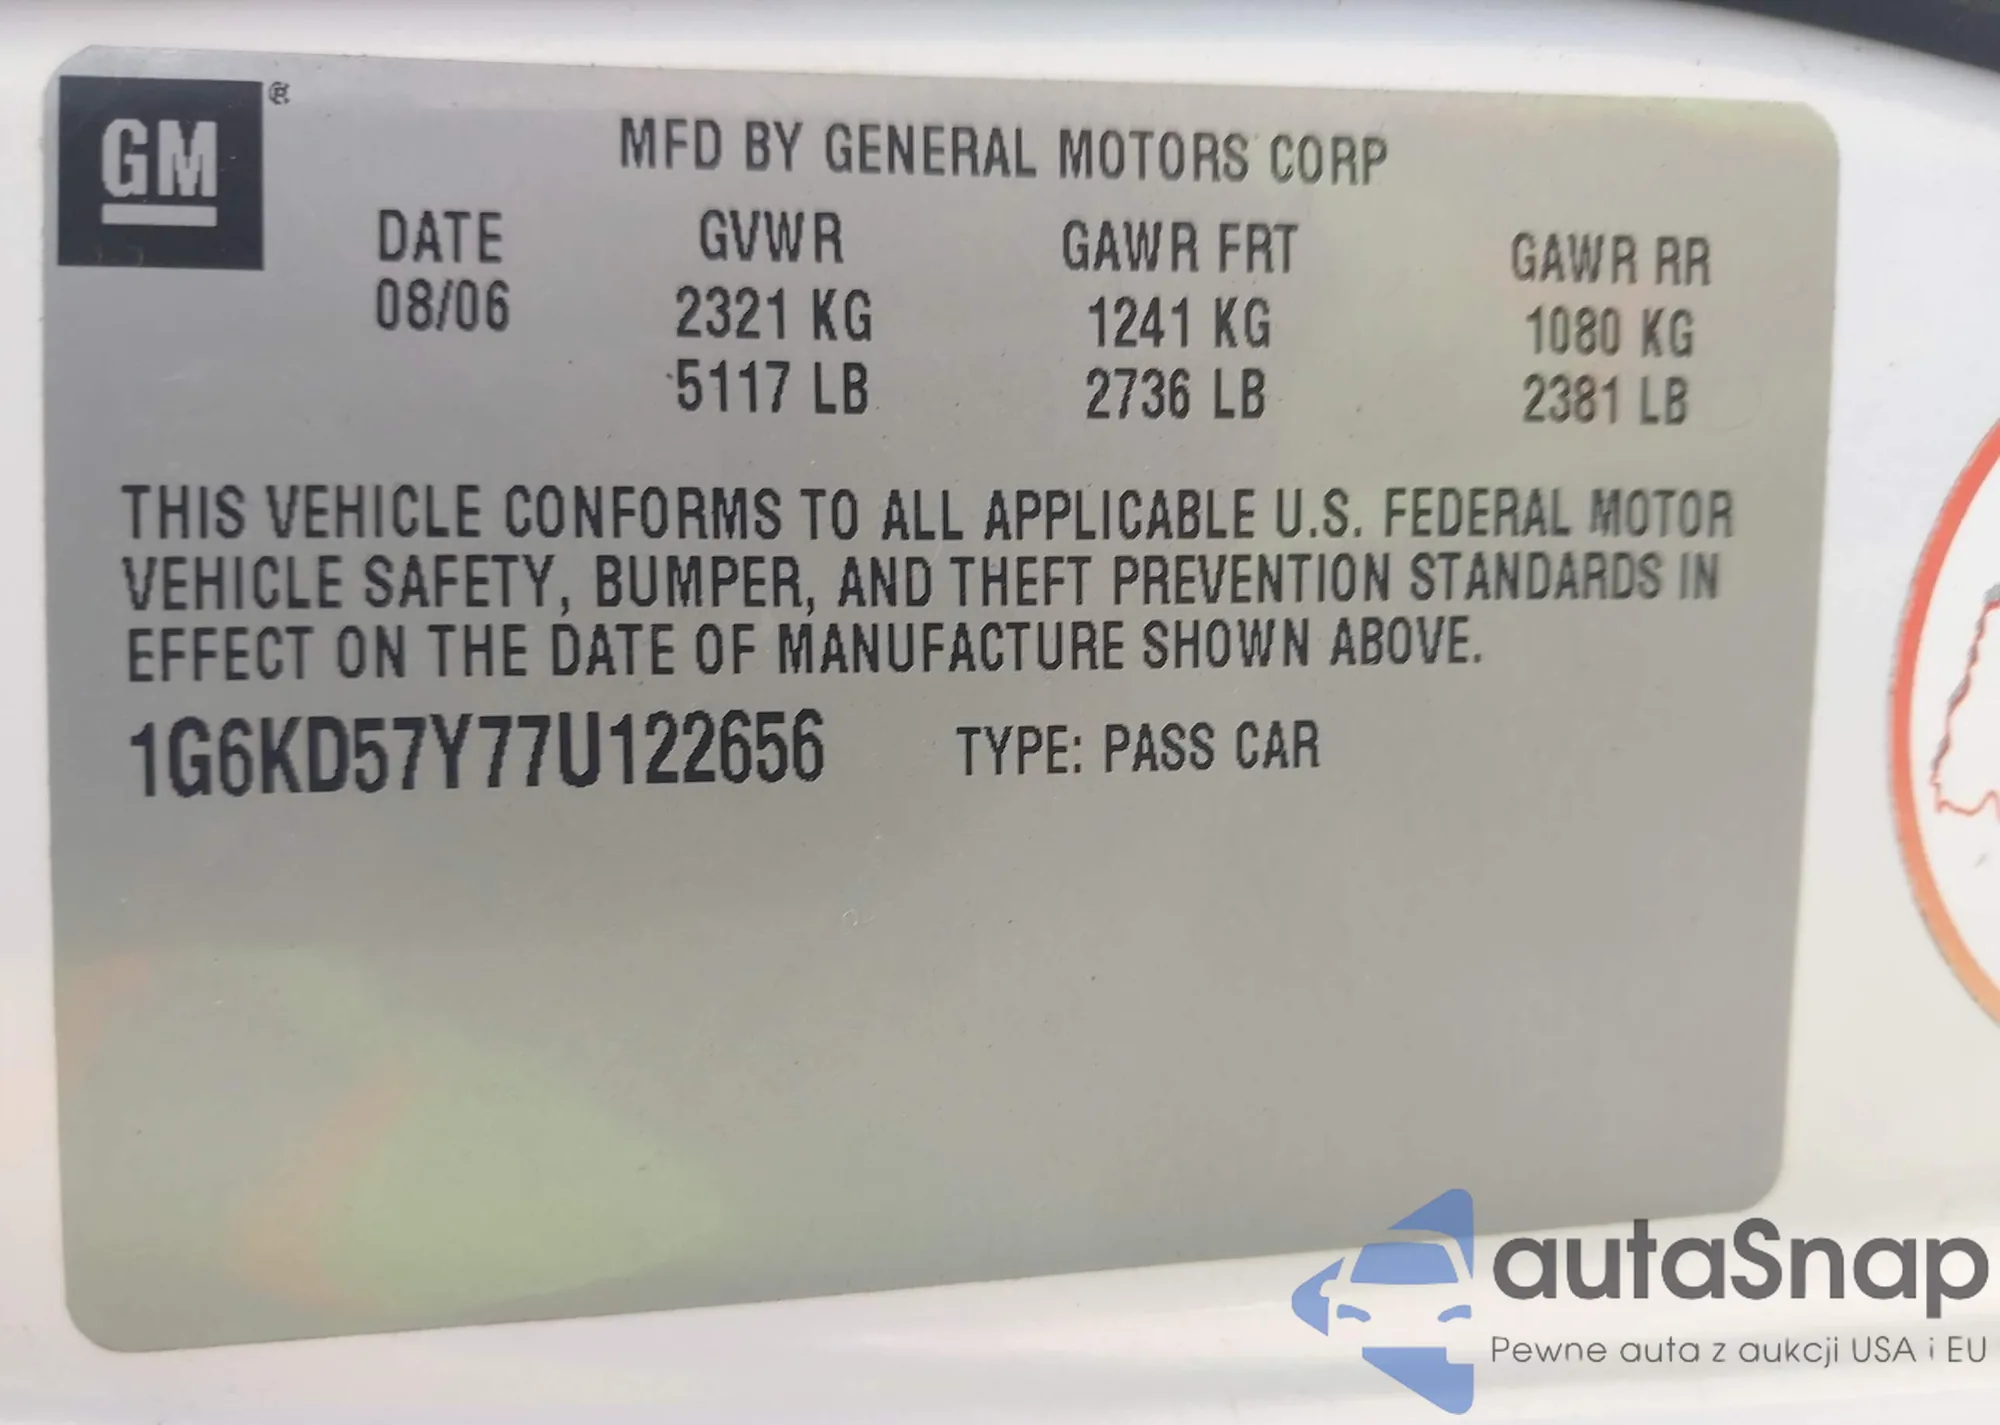 GM ®
MFD BY GENERAL MOTORS CORP
DATE GVWR GAWR FRT GAWR RR
08/06 2321 KG 1241 KG 1080 KG
5117 LB 2736 LB 2381 LB
THIS VEHICLE CONFORMS TO ALL APPLICABLE U.S. FEDERAL MOTOR
VEHICLE SAFETY, BUMPER, AND THEFT PREVENTION STANDARDS IN
EFFECT ON THE DATE OF MANUFACTURE SHOWN ABOVE.
1G6KD57Y77U122656 TYPE: PASS CAR
autaSnap
Pewne auta z aukcji USA i EU